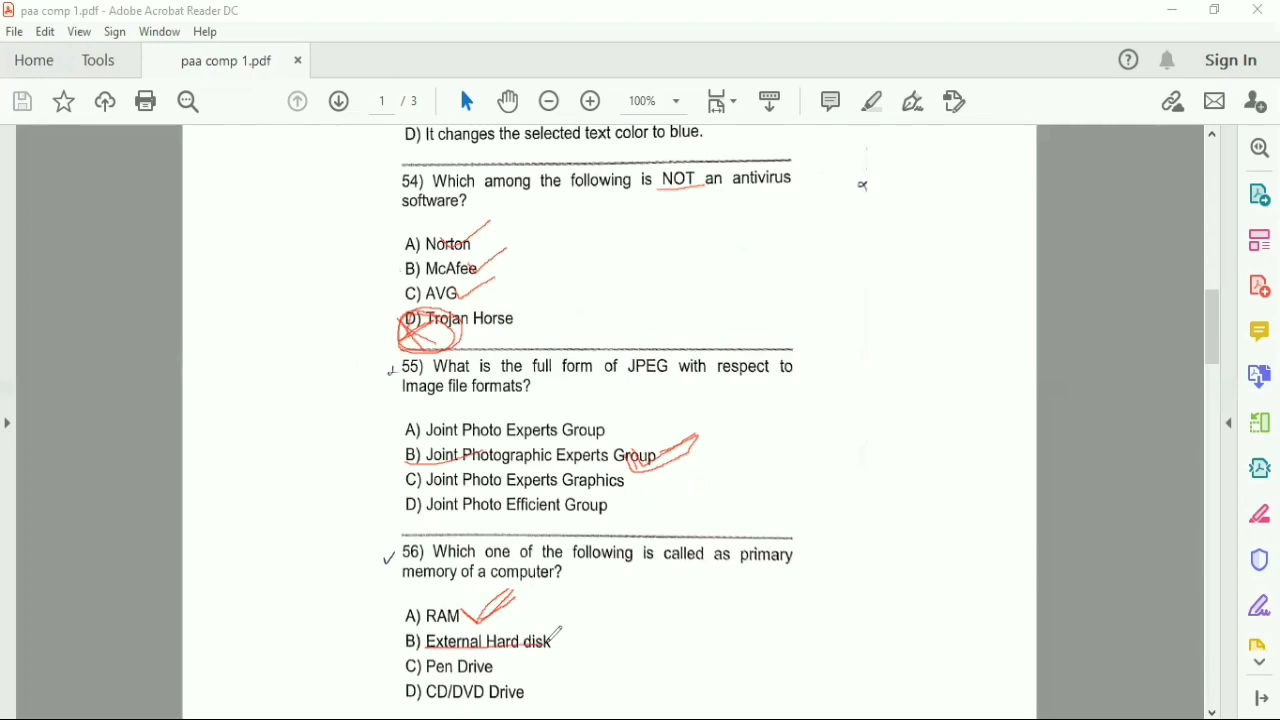 paa comp 1.pdf - Adobe Acrobat Reader DC
File Edit View Sign Window Help
Home Tools paa comp 1.pdf × Sign In
1 / 3 100%
D) It changes the selected text color to blue.
54) Which among the following is NOT an antivirus
software?
A) Norton
B) McAfee
C) AVG
D) Trojan Horse
55) What is the full form of JPEG with respect to
Image file formats?
A) Joint Photo Experts Group
B) Joint Photographic Experts Group
C) Joint Photo Experts Graphics
D) Joint Photo Efficient Group
56) Which one of the following is called as primary
memory of a computer?
A) RAM
B) External Hard disk
C) Pen Drive
D) CD/DVD Drive